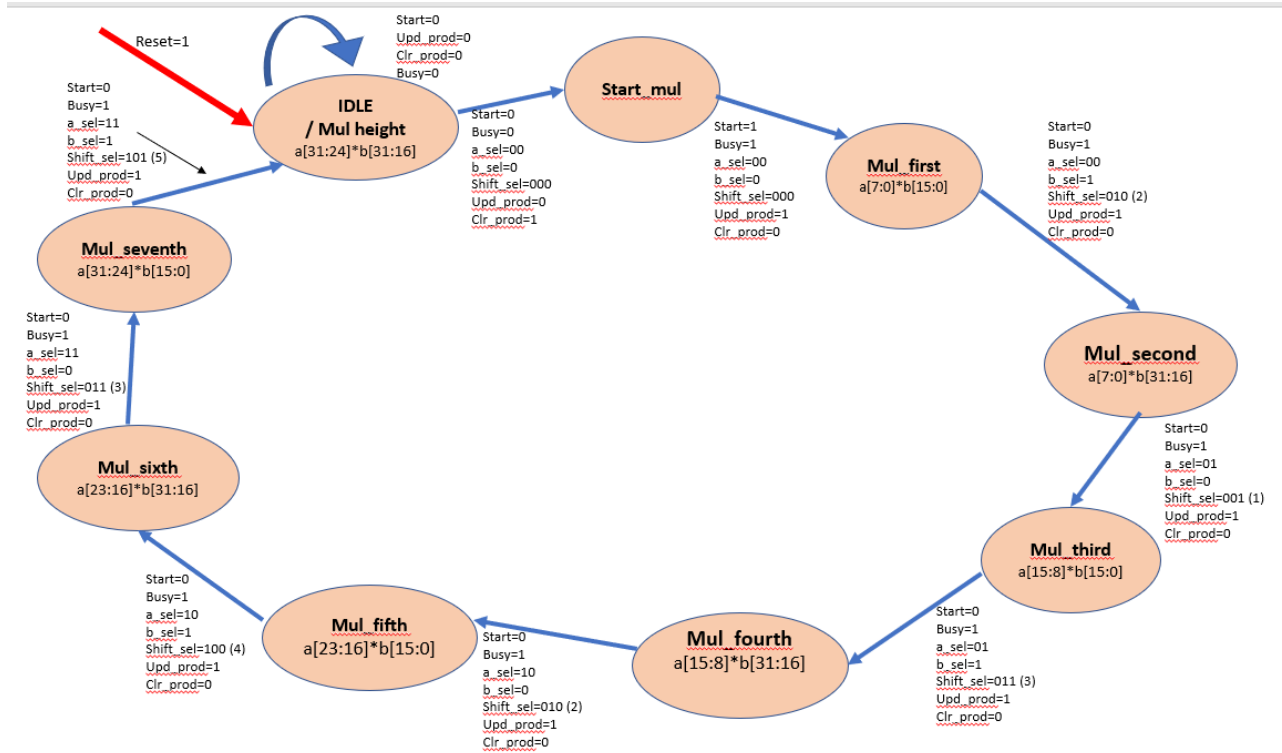 Reset=1
Start=0
Upd_prod=0
Clr_prod=0
Busy=0
IDLE
/ Mul height
a[31:24]*b[31:16]
Start=0
Busy=0
a_sel=00
b_sel=0
Shift_sel=000
Upd_prod=0
Clr_prod=1
Start_mul
Start=1
Busy=1
a_sel=00
b_sel=0
Shift_sel=000
Upd_prod=1
Clr_prod=0
Mul_first
a[7:0]*b[15:0]
Start=0
Busy=1
a_sel=00
b_sel=1
Shift_sel=010 (2)
Upd_prod=1
Clr_prod=0
Mul_second
a[7:0]*b[31:16]
Start=0
Busy=1
a_sel=01
b_sel=0
Shift_sel=001 (1)
Upd_prod=1
Clr_prod=0
Mul_third
a[15:8]*b[15:0]
Start=0
Busy=1
a_sel=01
b_sel=1
Shift_sel=011 (3)
Upd_prod=1
Clr_prod=0
Mul_fourth
a[15:8]*b[31:16]
Start=0
Busy=1
a_sel=10
b_sel=0
Shift_sel=010 (2)
Upd_prod=1
Clr_prod=0
Mul_fifth
a[23:16]*b[15:0]
Start=0
Busy=1
a_sel=10
b_sel=1
Shift_sel=100 (4)
Upd_prod=1
Clr_prod=0
Mul_sixth
a[23:16]*b[31:16]
Start=0
Busy=1
a_sel=11
b_sel=0
Shift_sel=011 (3)
Upd_prod=1
Clr_prod=0
Mul_seventh
a[31:24]*b[15:0]
Start=0
Busy=1
a_sel=11
b_sel=1
Shift_sel=101 (5)
Upd_prod=1
Clr_prod=0